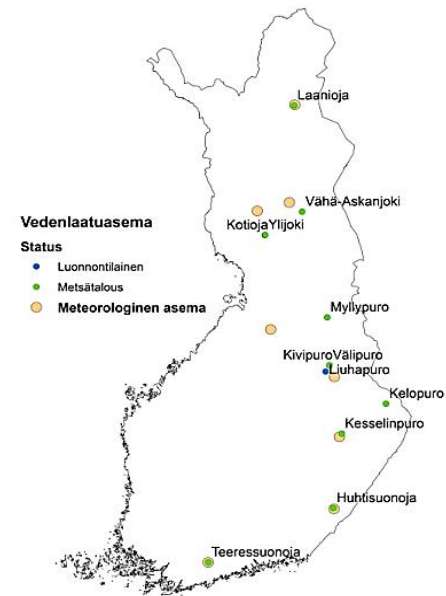 Laanioja
Vähä-Askanjoki
KotiojaYlijoki
Vedenlaatuasema
Status
Luonnontilainen
Metsätalous
Meteorologinen asema
Myllypuro
KivipuroVälipuro
Liuhapuro
Kelopuro
Kesselinpuro
Huhtisuonoja
Teeressuonoja